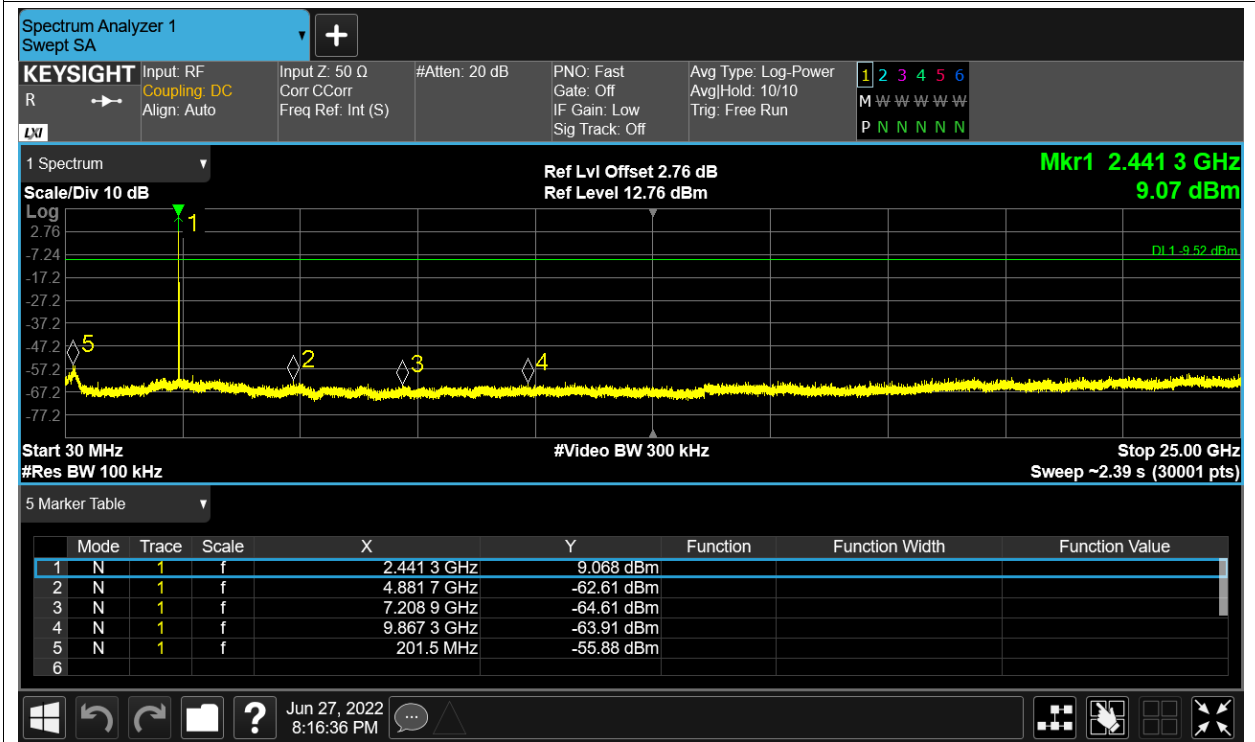 Spectrum Analyzer 1
Swept SA
KEYSIGHT Input: RF Input Z: 50 Ω #Atten: 20 dB PNO: Fast Avg Type: Log-Power 1 2 3 4 5 6
R Coupling: DC Corr CCorr Gate: Off Avg|Hold: 10/10 M W W W W W
Align: Auto Freq Ref: Int (S) IF Gain: Low Trig: Free Run
LXI Sig Track: Off P N N N N N
1 Spectrum Ref Lvl Offset 2.76 dB Mkr1 2.441 3 GHz
Scale/Div 10 dB Ref Level 12.76 dBm 9.07 dBm
Log
1
2.76
-7.24 DL1 -9.52 dBm
-17.2
-27.2
-37.2
-47.2 5
2 3 4
-57.2
-67.2
-77.2
Start 30 MHz #Video BW 300 kHz Stop 25.00 GHz
#Res BW 100 kHz Sweep ~2.39 s (30001 pts)
5 Marker Table
Mode Trace Scale X Y Function Function Width Function Value
1 N 1 f 2.441 3 GHz 9.068 dBm
2 N 1 f 4.881 7 GHz -62.61 dBm
3 N 1 f 7.208 9 GHz -64.61 dBm
4 N 1 f 9.867 3 GHz -63.91 dBm
5 N 1 f 201.5 MHz -55.88 dBm
6
? Jun 27, 2022
8:16:36 PM